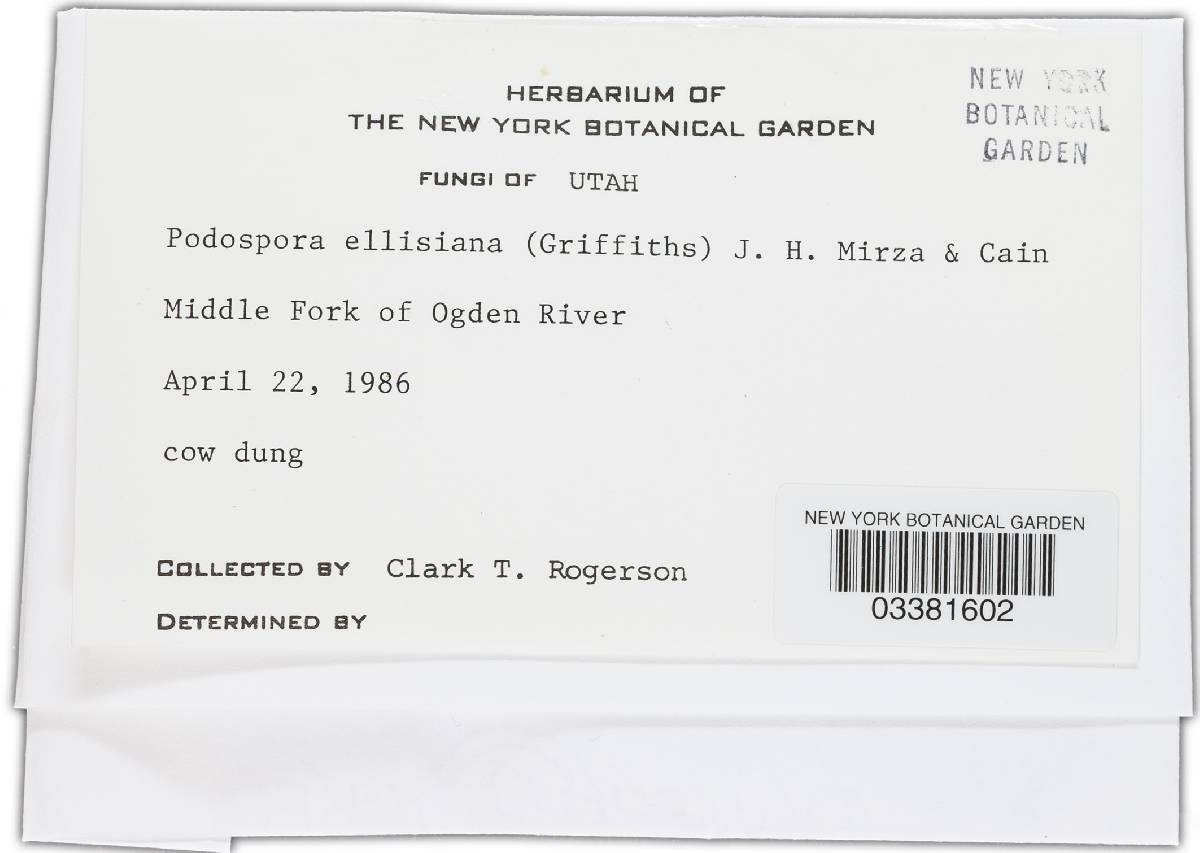 HERBARIUM OF
THE NEW YORK BOTANICAL GARDEN
NEW YORK
BOTANICAL
GARDEN
FUNGI OF UTAH
Podospora ellisiana (Griffiths) J. H. Mirza & Cain
Middle Fork of Ogden River
April 22, 1986
cow dung
COLLECTED BY Clark T. Rogerson
DETERMINED BY
NEW YORK BOTANICAL GARDEN
03381602